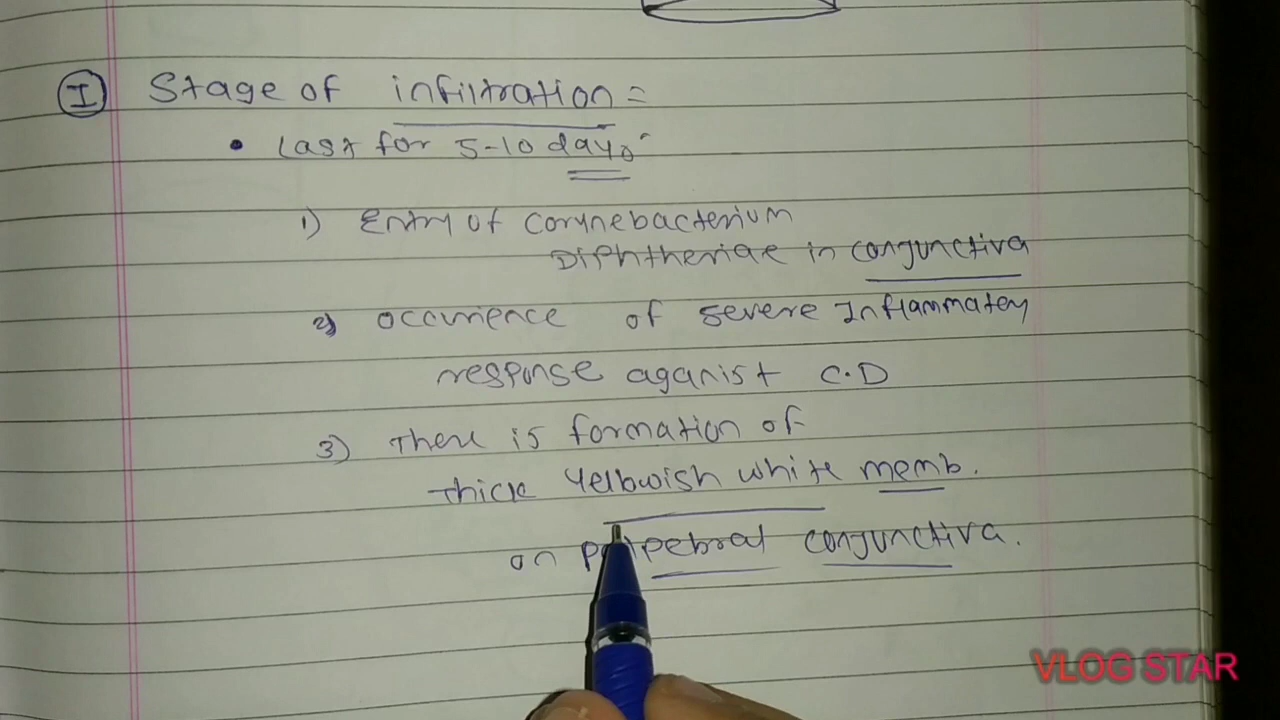 I Stage of infiltration =
• Last for 5-10 days
1) Entry of Corynebacterium
Diphtheriae in conjunctiva
2) occurrence of severe Inflammatory
response aganist C.D
3) There is formation of
thick Yellowish white memb.
on palpebral conjunctiva.
VLOG STAR